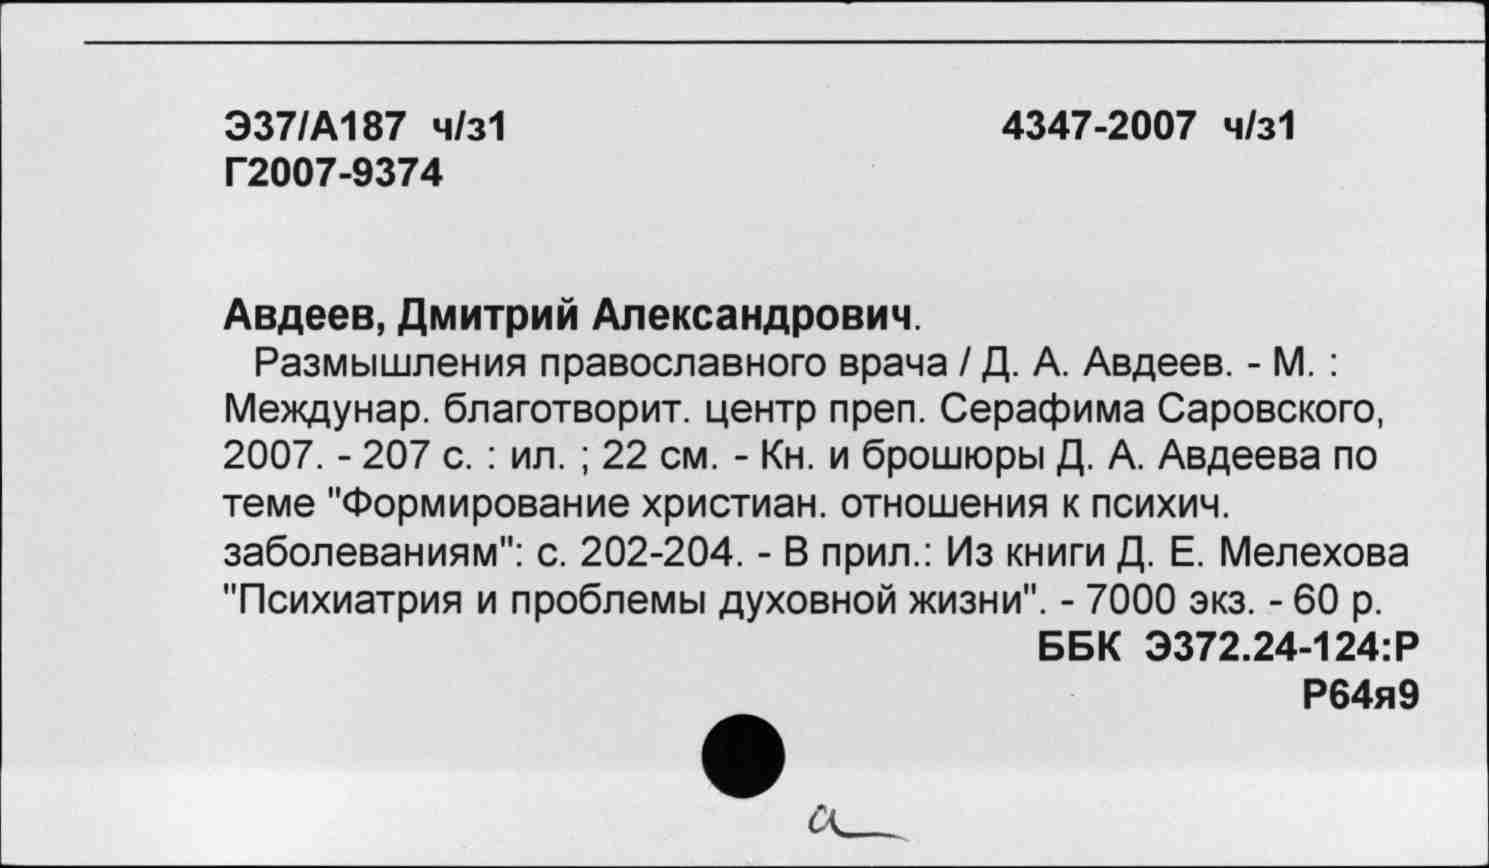 Э37/А187 ч/з1 4347-2007 ч/з1
Г2007-9374
Авдеев, Дмитрий Александрович.
Размышления православного врача / Д. А. Авдеев. - М. :
Междунар. благотворит. центр преп. Серафима Саровского,
2007. - 207 с. : ил. ; 22 см. - Кн. и брошюры Д. А. Авдеева по
теме "Формирование христиан. отношения к психич.
заболеваниям": с. 202-204. - В прил.: Из книги Д. Е. Мелехова
"Психиатрия и проблемы духовной жизни". - 7000 экз. - 60 р.
ББК Э372.24-124:Р
Р64я9
а